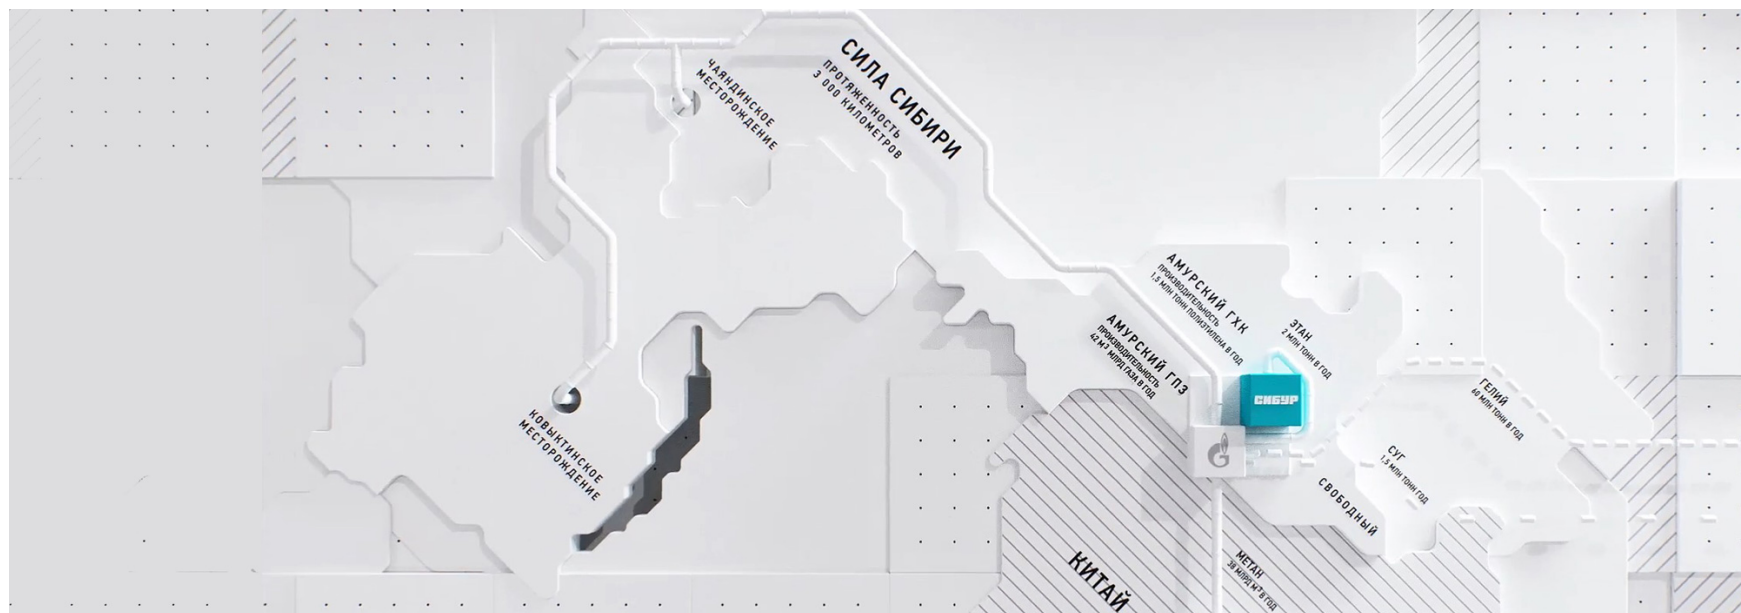 ЧАЯНДИНСКОЕ
МЕСТОРОЖДЕНИЕ
СИЛА СИБИРИ
ПРОТЯЖЕННОСТЬ
3 000 КИЛОМЕТРОВ
КОВЫКТИНСКОЕ
МЕСТОРОЖДЕНИЕ
АМУРСКИЙ ГХК
ПРОИЗВОДИТЕЛЬНОСТЬ
1,5 МЛН ТОНН ПОЛИЭТИЛЕНА В ГОД
АМУРСКИЙ ГПЗ
ПРОИЗВОДИТЕЛЬНОСТЬ
42 М³ МЛРД ГАЗА В ГОД
ЭТАН
2 МЛН ТОНН В ГОД
СИБУР
ГЕЛИЙ
60 МЛН ТОНН В ГОД
СУГ
1,5 МЛН ТОНН ГОД
СВОБОДНЫЙ
МЕТАН
38 МЛРД М³ В ГОД
КИТАЙ